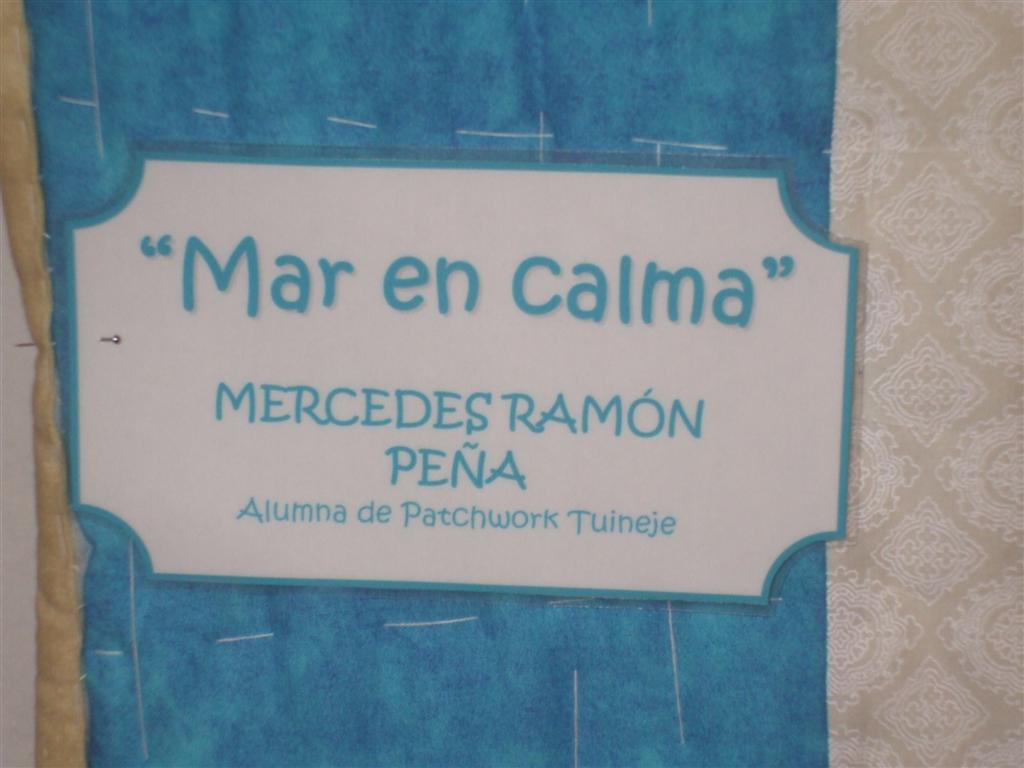 “Mar en calma”
MERCEDES RAMÓN
PEÑA
Alumna de Patchwork Tuineje